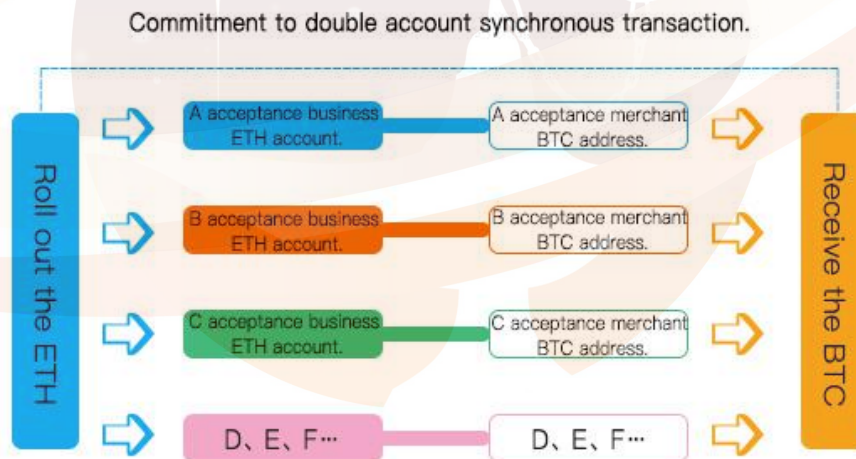 Commitment to double account synchronous transaction.
Roll out the ETH
A acceptance business
ETH account.
A acceptance merchant
BTC address.
B acceptance business
ETH account.
B acceptance merchant
BTC address.
C acceptance business
ETH account.
C acceptance merchant
BTC address.
D、E、F…
D、E、F…
Receive the BTC